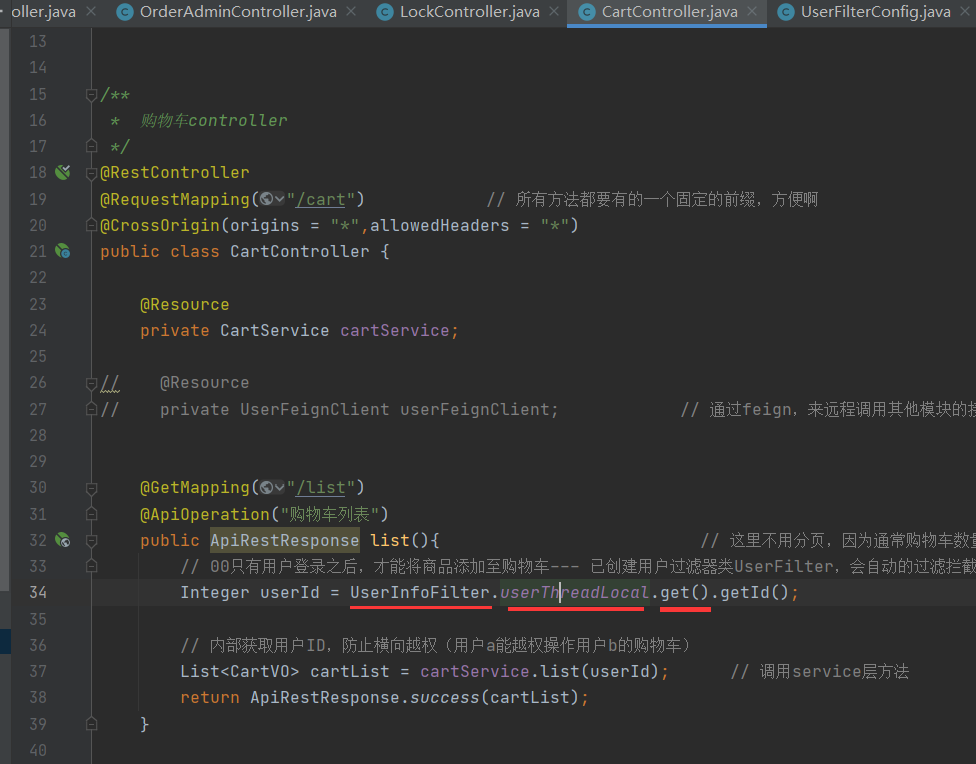 oller.java OrderAdminController.java LockController.java CartController.java UserFilterConfig.java
13
14
15 /**
16 * 购物车controller
17 */
18 @RestController
19 @RequestMapping("/cart") // 所有方法都要有的一个固定的前缀，方便啊
20 @CrossOrigin(origins = "*",allowedHeaders = "*")
21 public class CartController {
22
23 @Resource
24 private CartService cartService;
25
26 // @Resource
27 // private UserFeignClient userFeignClient; // 通过feign，来远程调用其他模块的接
28
29
30 @GetMapping("/list")
31 @ApiOperation("购物车列表")
32 public ApiRestResponse list(){ // 这里不用分页，因为通常购物车数量
33 // 00只有用户登录之后，才能将商品添加至购物车--- 已创建用户过滤器类UserFilter，会自动的过滤拦截
34 Integer userId = UserInfoFilter.userThreadLocal.get().getId();
35
36 // 内部获取用户ID，防止横向越权（用户a能越权操作用户b的购物车）
37 List<CartVO> cartList = cartService.list(userId); // 调用service层方法
38 return ApiRestResponse.success(cartList);
39 }
40